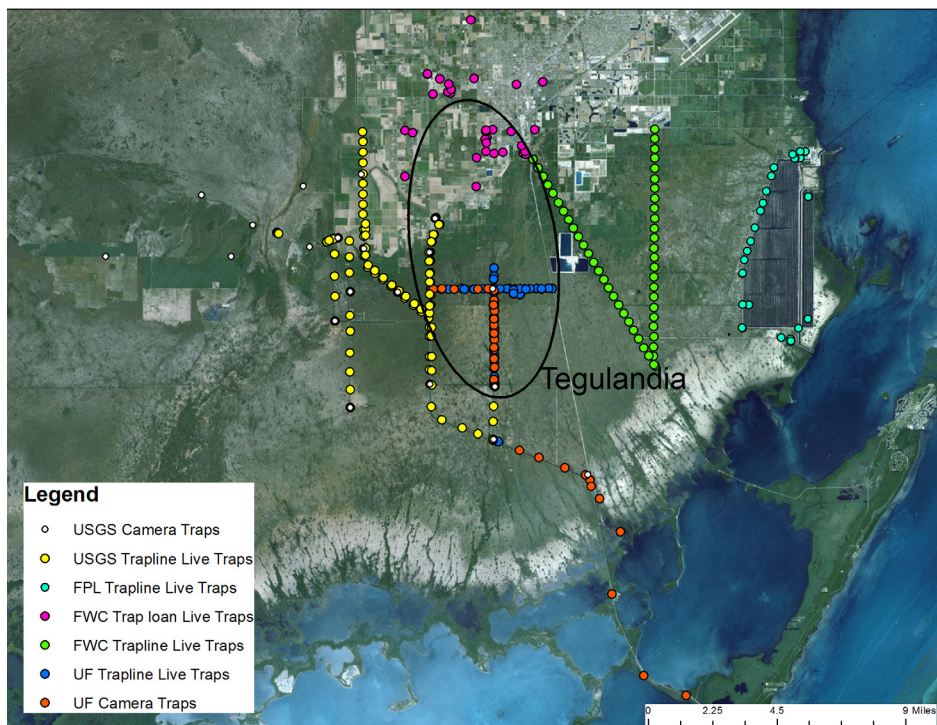 Tegulandia
Legend
USGS Camera Traps
USGS Trapline Live Traps
FPL Trapline Live Traps
FWC Trap loan Live Traps
FWC Trapline Live Traps
UF Trapline Live Traps
UF Camera Traps
0 2.25 4.5 9 Miles